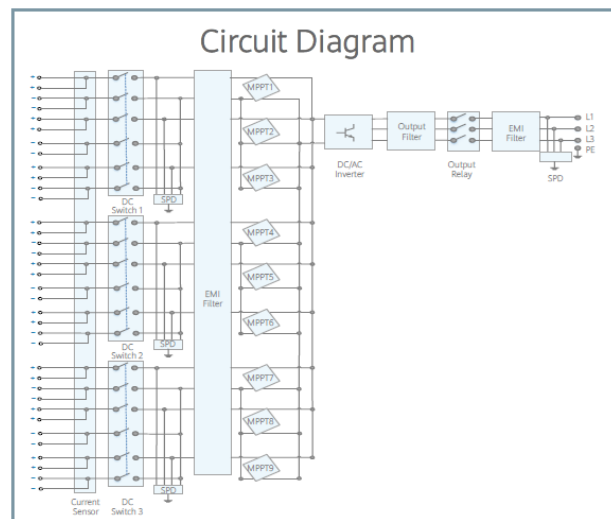 Circuit Diagram
MPPT1
MPPT2
MPPT3
MPPT4
MPPT5
MPPT6
MPPT7
MPPT8
MPPT9
DC
Switch 1
SPD
DC
Switch 2
SPD
DC
Switch 3
SPD
Current
Sensor
EMI
Filter
DC/AC
Inverter
Output
Filter
Output
Relay
EMI
Filter
SPD
L1
L2
L3
PE